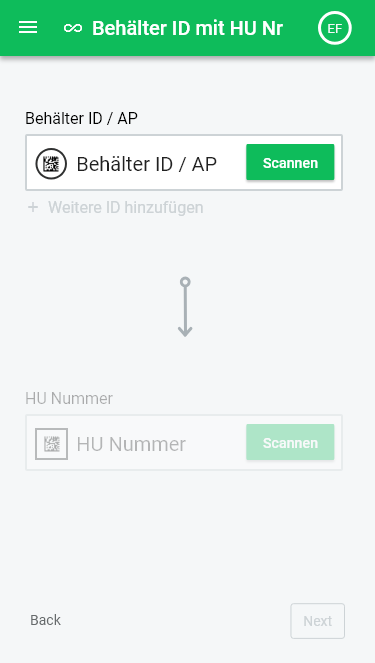 Behälter ID mit HU Nr
EF
Behälter ID / AP
Behälter ID / AP
Scannen
+ Weitere ID hinzufügen
HU Nummer
HU Nummer
Scannen
Back
Next